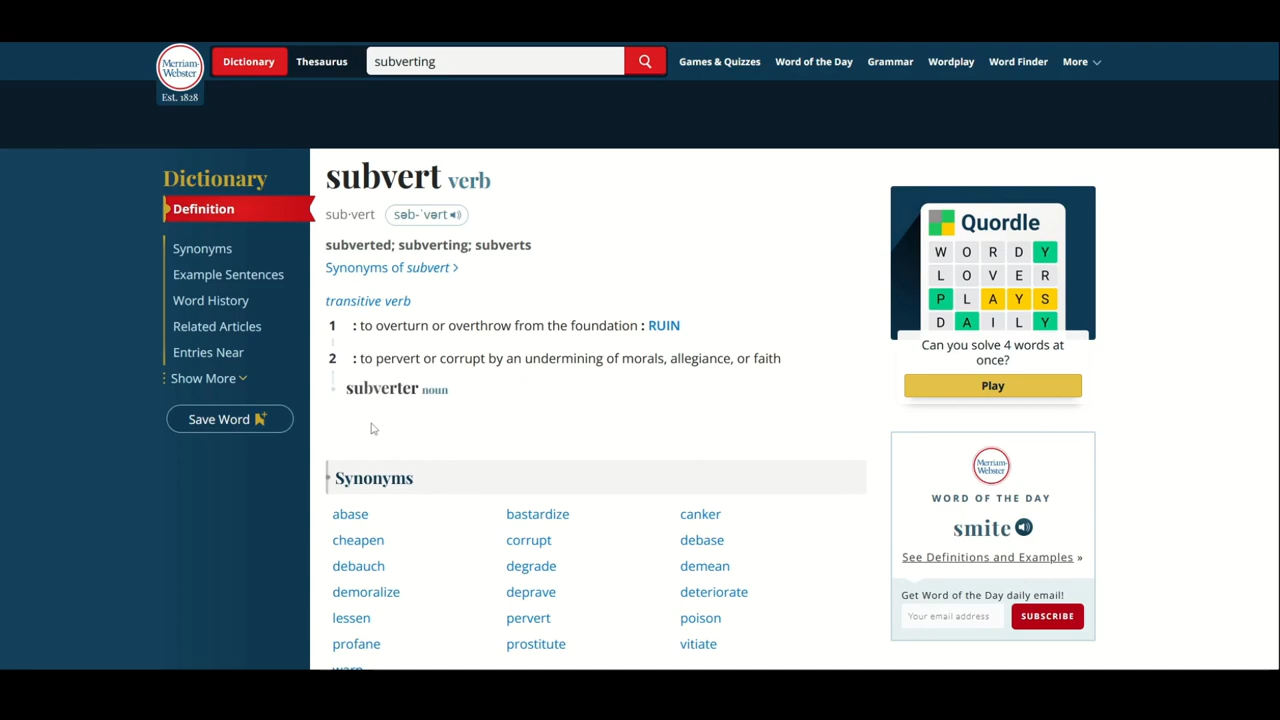 Merriam-
Webster
Est. 1828
Dictionary
Thesaurus
subverting
Games & Quizzes
Word of the Day
Grammar
Wordplay
Word Finder
More
Dictionary
Definition
Synonyms
Example Sentences
Word History
Related Articles
Entries Near
Show More
Save Word
subvert verb
sub·vert səb-ˈvərt
subverted; subverting; subverts
Synonyms of subvert >
transitive verb
1 : to overturn or overthrow from the foundation : RUIN
2 : to pervert or corrupt by an undermining of morals, allegiance, or faith
subverter noun
Synonyms
abase bastardize canker
cheapen corrupt debase
debauch degrade demean
demoralize deprave deteriorate
lessen pervert poison
profane prostitute vitiate
warp
Quordle
W O R D Y
L O V E R
P L A Y S
D A I L Y
Can you solve 4 words at
once?
Play
Merriam-
Webster
WORD OF THE DAY
smite
See Definitions and Examples »
Get Word of the Day daily email!
Your email address
SUBSCRIBE